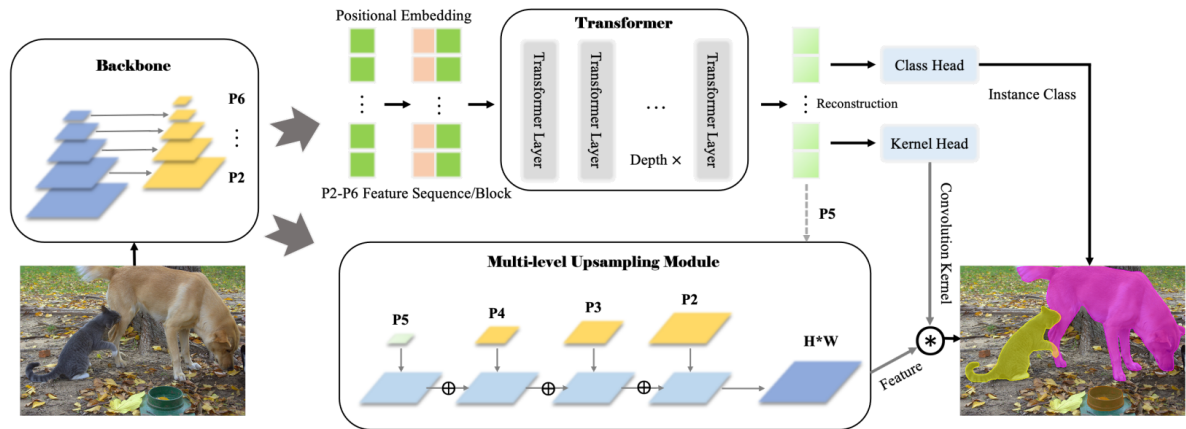 Positional Embedding
Transformer
Backbone
P6
⋮
P2
Transformer Layer
Transformer Layer
...
Transformer Layer
Depth ×
P2-P6 Feature Sequence/Block
Reconstruction
Class Head
Kernel Head
Instance Class
P5
Convolution Kernel
Multi-level Upsampling Module
P5
P4
P3
P2
H*W
Feature